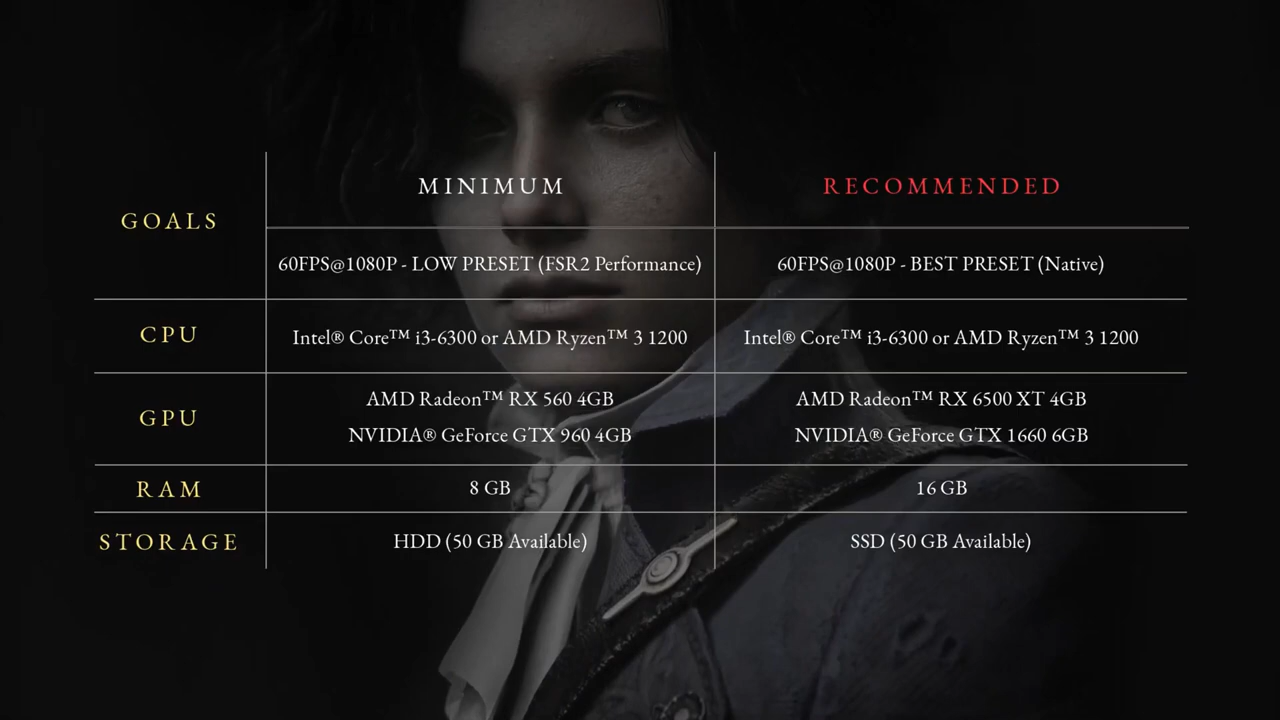 GOALS
MINIMUM
RECOMMENDED
60FPS@1080P - LOW PRESET (FSR2 Performance)
60FPS@1080P - BEST PRESET (Native)
CPU
Intel® Core™ i3-6300 or AMD Ryzen™ 3 1200
Intel® Core™ i3-6300 or AMD Ryzen™ 3 1200
GPU
AMD Radeon™ RX 560 4GB
NVIDIA® GeForce GTX 960 4GB
AMD Radeon™ RX 6500 XT 4GB
NVIDIA® GeForce GTX 1660 6GB
RAM
8 GB
16 GB
STORAGE
HDD (50 GB Available)
SSD (50 GB Available)